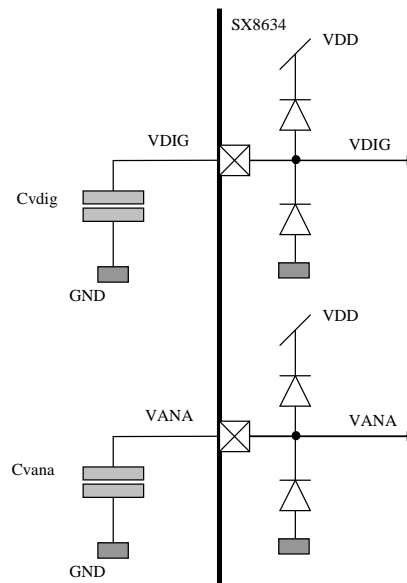 SX8634
VDD
VDIG
VDIG
Cvdig
GND
VDD
VANA
VANA
Cvana
GND